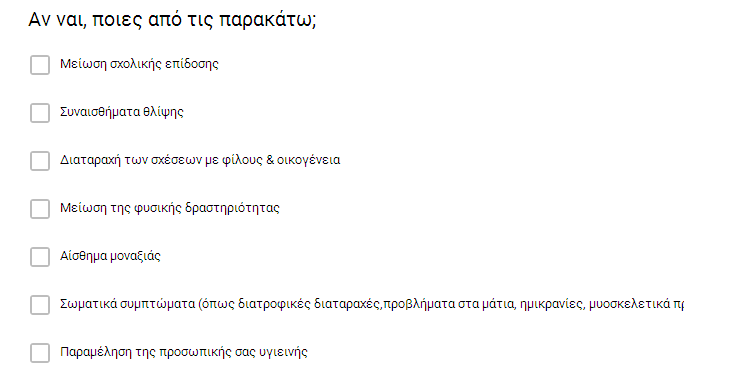 Αν ναι, ποιες από τις παρακάτω;
Μείωση σχολικής επίδοσης
Συναισθήματα θλίψης
Διαταραχή των σχέσεων με φίλους & οικογένεια
Μείωση της φυσικής δραστηριότητας
Αίσθημα μοναξιάς
Σωματικά συμπτώματα (όπως διατροφικές διαταραχές,προβλήματα στα μάτια, ημικρανίες, μυοσκελετικά
Παραμέληση της προσωπικής σας υγιεινής